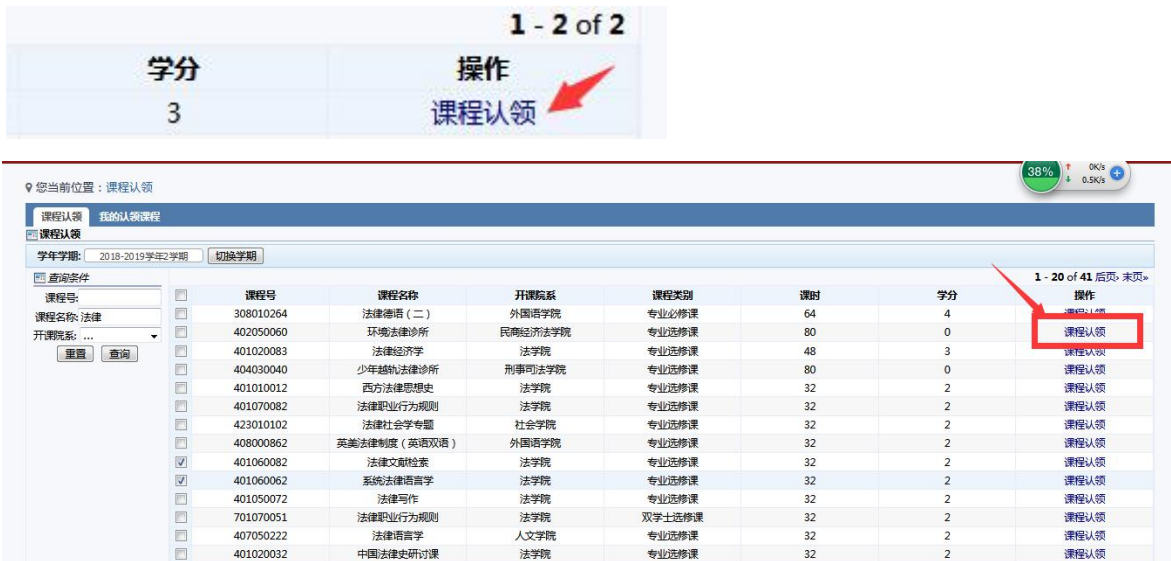 1 - 2 of 2
学分 操作
3 课程认领
38% 0K/s
0.5K/s
您当前位置：课程认领
课程认领 我的认领课程
课程认领
学年学期: 2018-2019学年2学期 切换学期
查询条件 1 - 20 of 41 后页› 末页»
课程号: 课程号 课程名称 开课院系 课程类别 课时 学分 操作
308010264 法律德语（二） 外国语学院 专业必修课 64 4 课程认领
课程名称: 法律
402050060 环境法律诊所 民商经济法学院 专业选修课 80 0 课程认领
开课院系: ...
401020083 法律经济学 法学院 专业选修课 48 3 课程认领
重置 查询
404030040 少年越轨法律诊所 刑事司法学院 专业选修课 80 0 课程认领
401010012 西方法律思想史 法学院 专业选修课 32 2 课程认领
401070082 法律职业行为规则 法学院 专业选修课 32 2 课程认领
423010102 法律社会学专题 社会学院 专业选修课 32 2 课程认领
408000862 英美法律制度（英语双语） 外国语学院 专业选修课 32 2 课程认领
401060082 法律文献检索 法学院 专业选修课 32 2 课程认领
401060062 系统法律语言学 法学院 专业选修课 32 2 课程认领
401050072 法律写作 法学院 专业选修课 32 2 课程认领
701070051 法律职业行为规则 法学院 双学士选修课 32 2 课程认领
407050222 法律语言学 人文学院 专业选修课 32 2 课程认领
401020032 中国法律史研讨课 法学院 专业选修课 32 2 课程认领